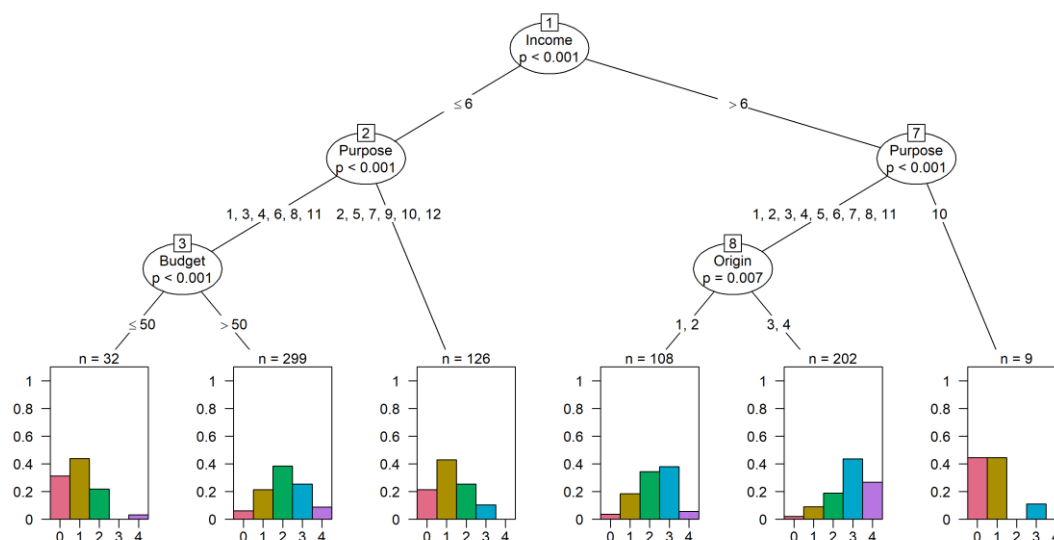 1
Income
p < 0.001
≤ 6
> 6
2
Purpose
p < 0.001
7
Purpose
p < 0.001
1, 3, 4, 6, 8, 11
2, 5, 7, 9, 10, 12
1, 2, 3, 4, 5, 6, 7, 8, 11
10
3
Budget
p < 0.001
8
Origin
p = 0.007
≤ 50
> 50
1, 2
3, 4
n = 32
1
0.8
0.6
0.4
0.2
0
0 1 2 3 4
n = 299
1
0.8
0.6
0.4
0.2
0
0 1 2 3 4
n = 126
1
0.8
0.6
0.4
0.2
0
0 1 2 3 4
n = 108
1
0.8
0.6
0.4
0.2
0
0 1 2 3 4
n = 202
1
0.8
0.6
0.4
0.2
0
0 1 2 3 4
n = 9
1
0.8
0.6
0.4
0.2
0
0 1 2 3 4